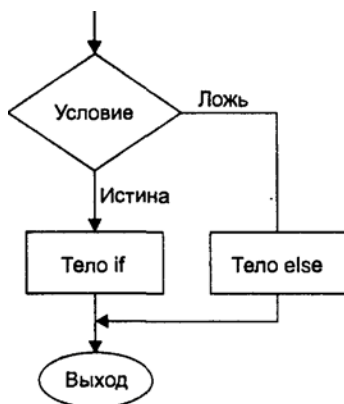 Условие
Ложь
Истина
Тело if
Тело else
Выход